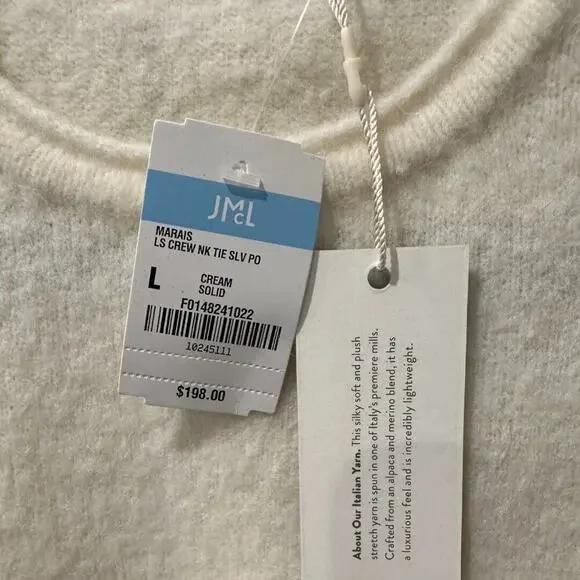 JMcL
MARAIS
LS CREW NK TIE SLV PO
L
CREAM
SOLID
F0148241022
10245111
$198.00
About Our Italian Yarn. This silky soft and plush
stretch yarn is spun in one of Italy's premiere mills.
Crafted from an alpaca and merino blend, it has
a luxurious feel and is incredibly lightweight.